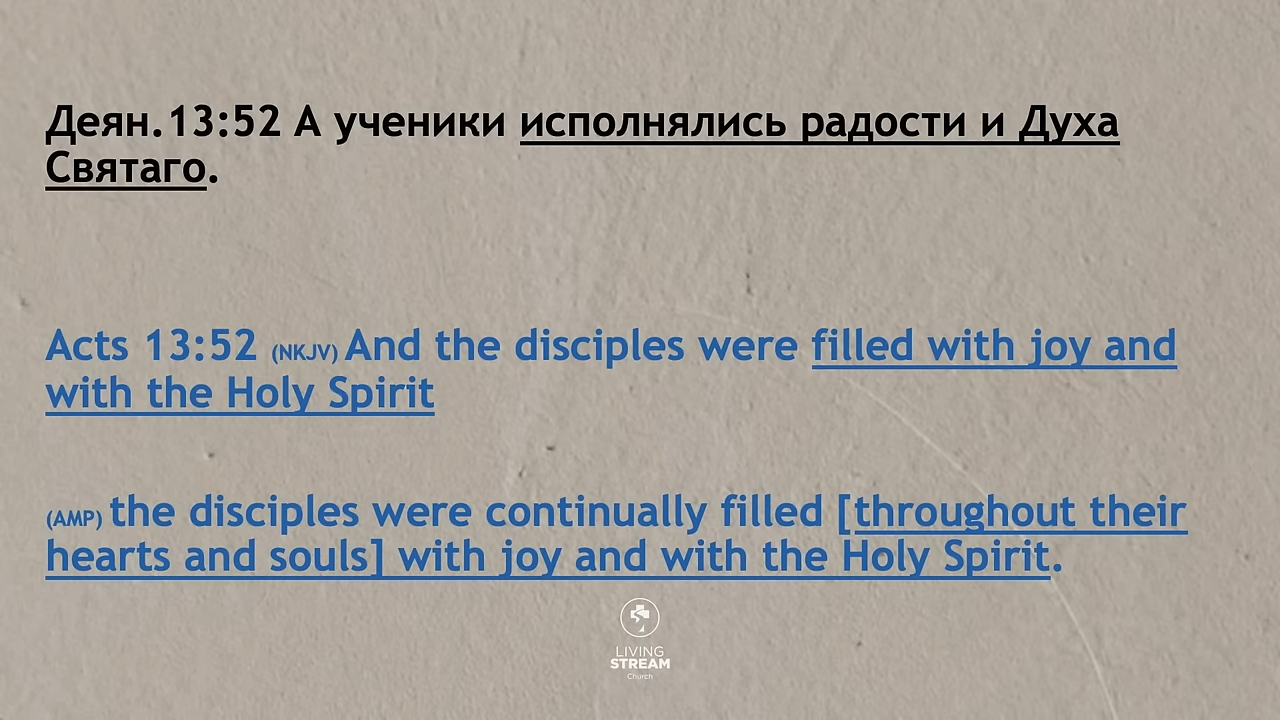 Деян.13:52 А ученики исполнялись радости и Духа
Святаго.
Acts 13:52 (NKJV) And the disciples were filled with joy and
with the Holy Spirit
(AMP) the disciples were continually filled [throughout their
hearts and souls] with joy and with the Holy Spirit.
LIVING
STREAM
Church